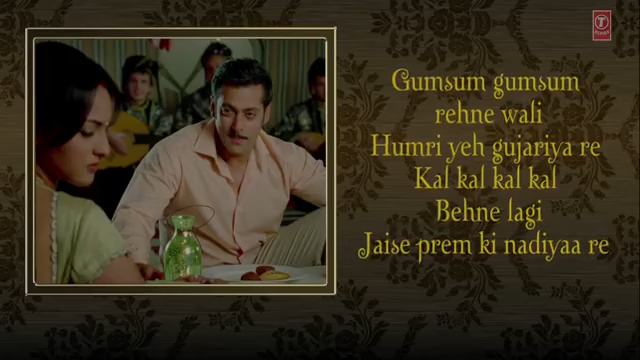 T
SERIES
Gumsum gumsum
rehne wali
Humri yeh gujariya re
Kal kal kal kal
Behne lagi
Jaise prem ki nadiyaa re